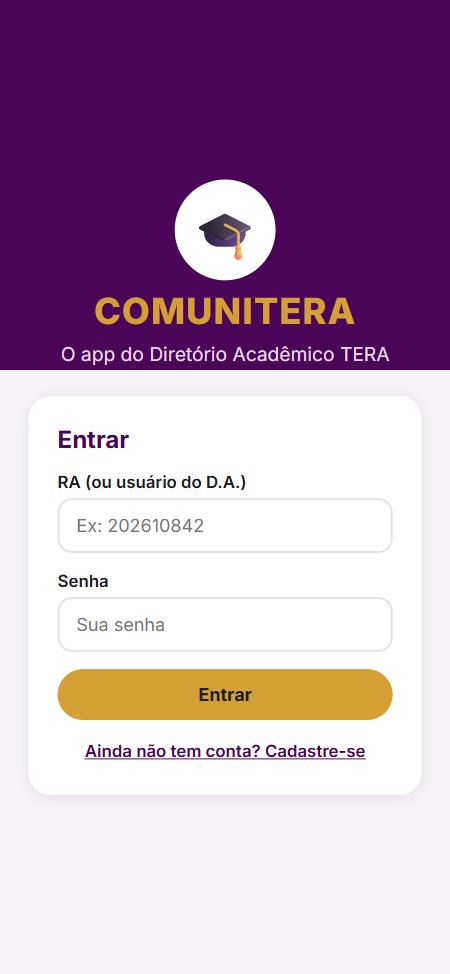 COMUNITERA
O app do Diretório Acadêmico TERA
Entrar
RA (ou usuário do D.A.)
Ex: 202610842
Senha
Sua senha
Entrar
Ainda não tem conta? Cadastre-se